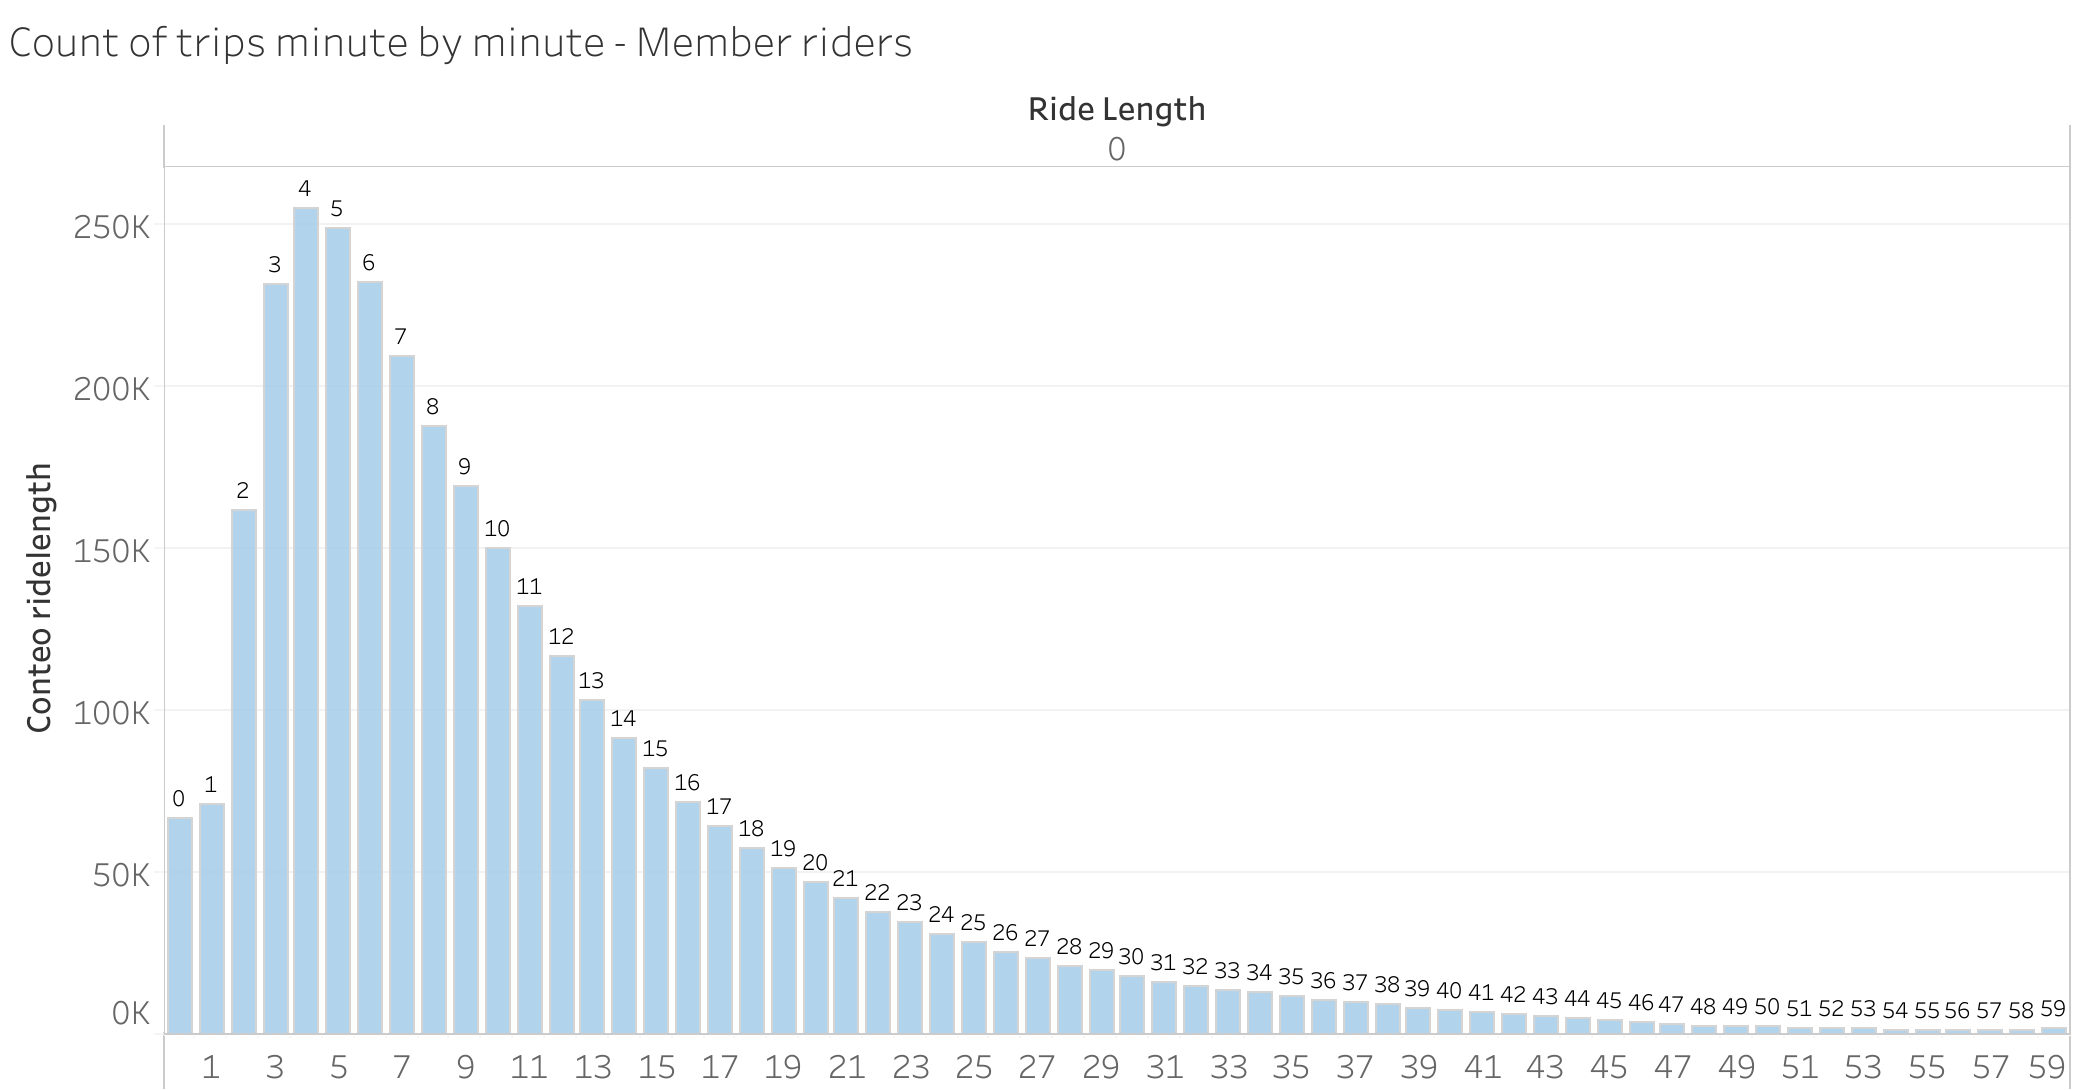 Count of trips minute by minute - Member riders
Ride Length
0
Conteo ridelength
250K
200K
150K
100K
50K
0K
0 1 2 3 4 5 6 7 8 9 10 11 12 13 14 15 16 17 18 19 20 21 22 23 24 25 26 27 28 29 30 31 32 33 34 35 36 37 38 39 40 41 42 43 44 45 46 47 48 49 50 51 52 53 54 55 56 57 58 59
1 3 5 7 9 11 13 15 17 19 21 23 25 27 29 31 33 35 37 39 41 43 45 47 49 51 53 55 57 59